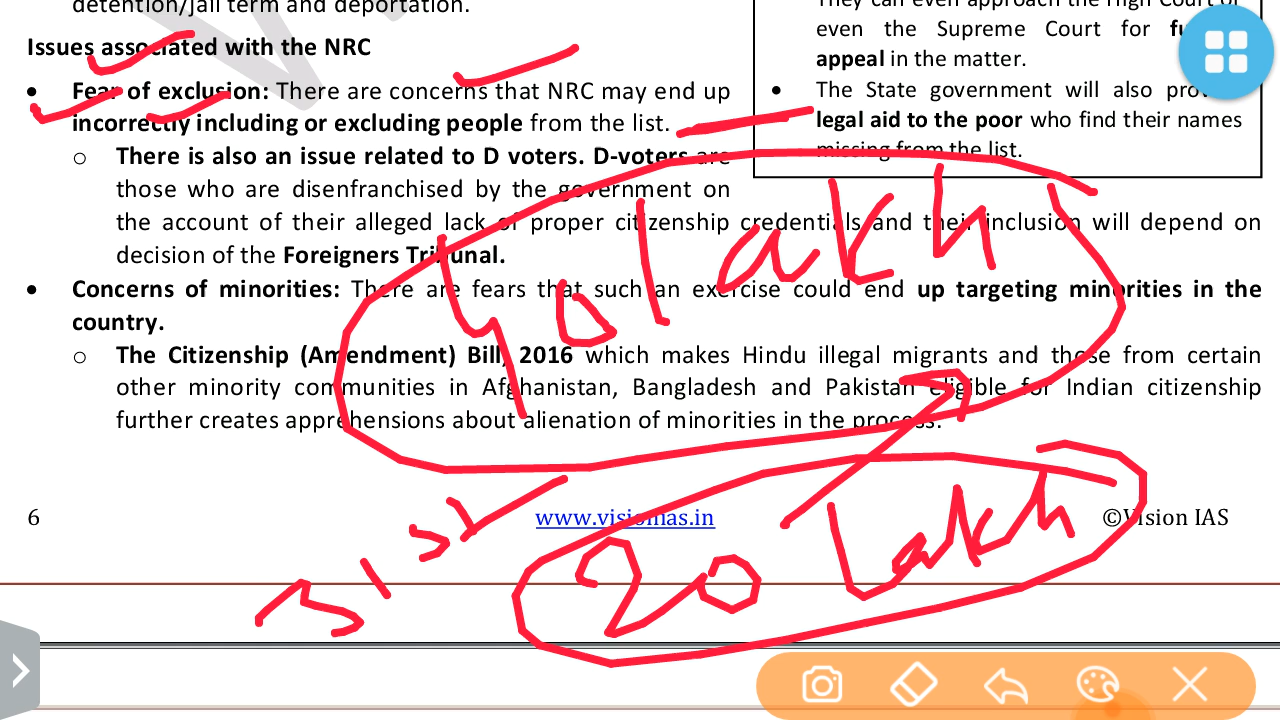 detention/jail term and deportation.
Issues associated with the NRC
• Fear of exclusion: There are concerns that NRC may end up
incorrectly including or excluding people from the list.
o There is also an issue related to D voters. D-voters are
those who are disenfranchised by the government on
the account of their alleged lack of proper citizenship credentials and their inclusion will depend on
decision of the Foreigners Tribunal.
• Concerns of minorities: There are fears that such an exercise could end up targeting minorities in the
country.
o The Citizenship (Amendment) Bill, 2016 which makes Hindu illegal migrants and those from certain
other minority communities in Afghanistan, Bangladesh and Pakistan eligible for Indian citizenship
further creates apprehensions about alienation of minorities in the process.
They can even approach the High Court or
even the Supreme Court for
appeal in the matter.
• The State government will also
legal aid to the poor who find their names
missing from the list.
40 lakh
20 lakh
31st
6
www.visionias.in
©Vision IAS